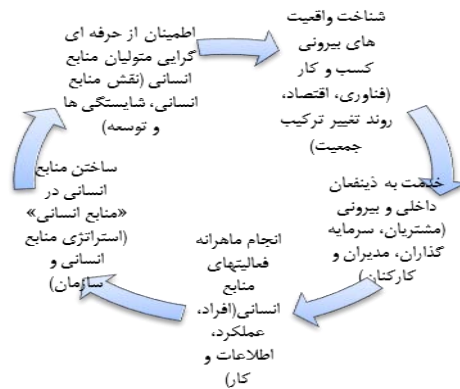 شناخت واقعیت
های بیرونی
کسب و کار
(فناوری، اقتصاد،
روند تغییر ترکیب
جمعیت)
خدمت به ذینفعان
داخلی و بیرونی
(مشتریان، سرمایه
گذاران، مدیران و
کارکنان)
انجام ماهرانه
فعالیتهای
منابع
انسانی(افراد،
عملکرد،
اطلاعات و
کار)
ساختن منابع
انسانی در
«منابع انسانی»
(استراتژی منابع
انسانی و
سازمان)
اطمینان از حرفه ای
گرایی متولیان منابع
انسانی (نقش منابع
انسانی، شایستگی ها
و توسعه)